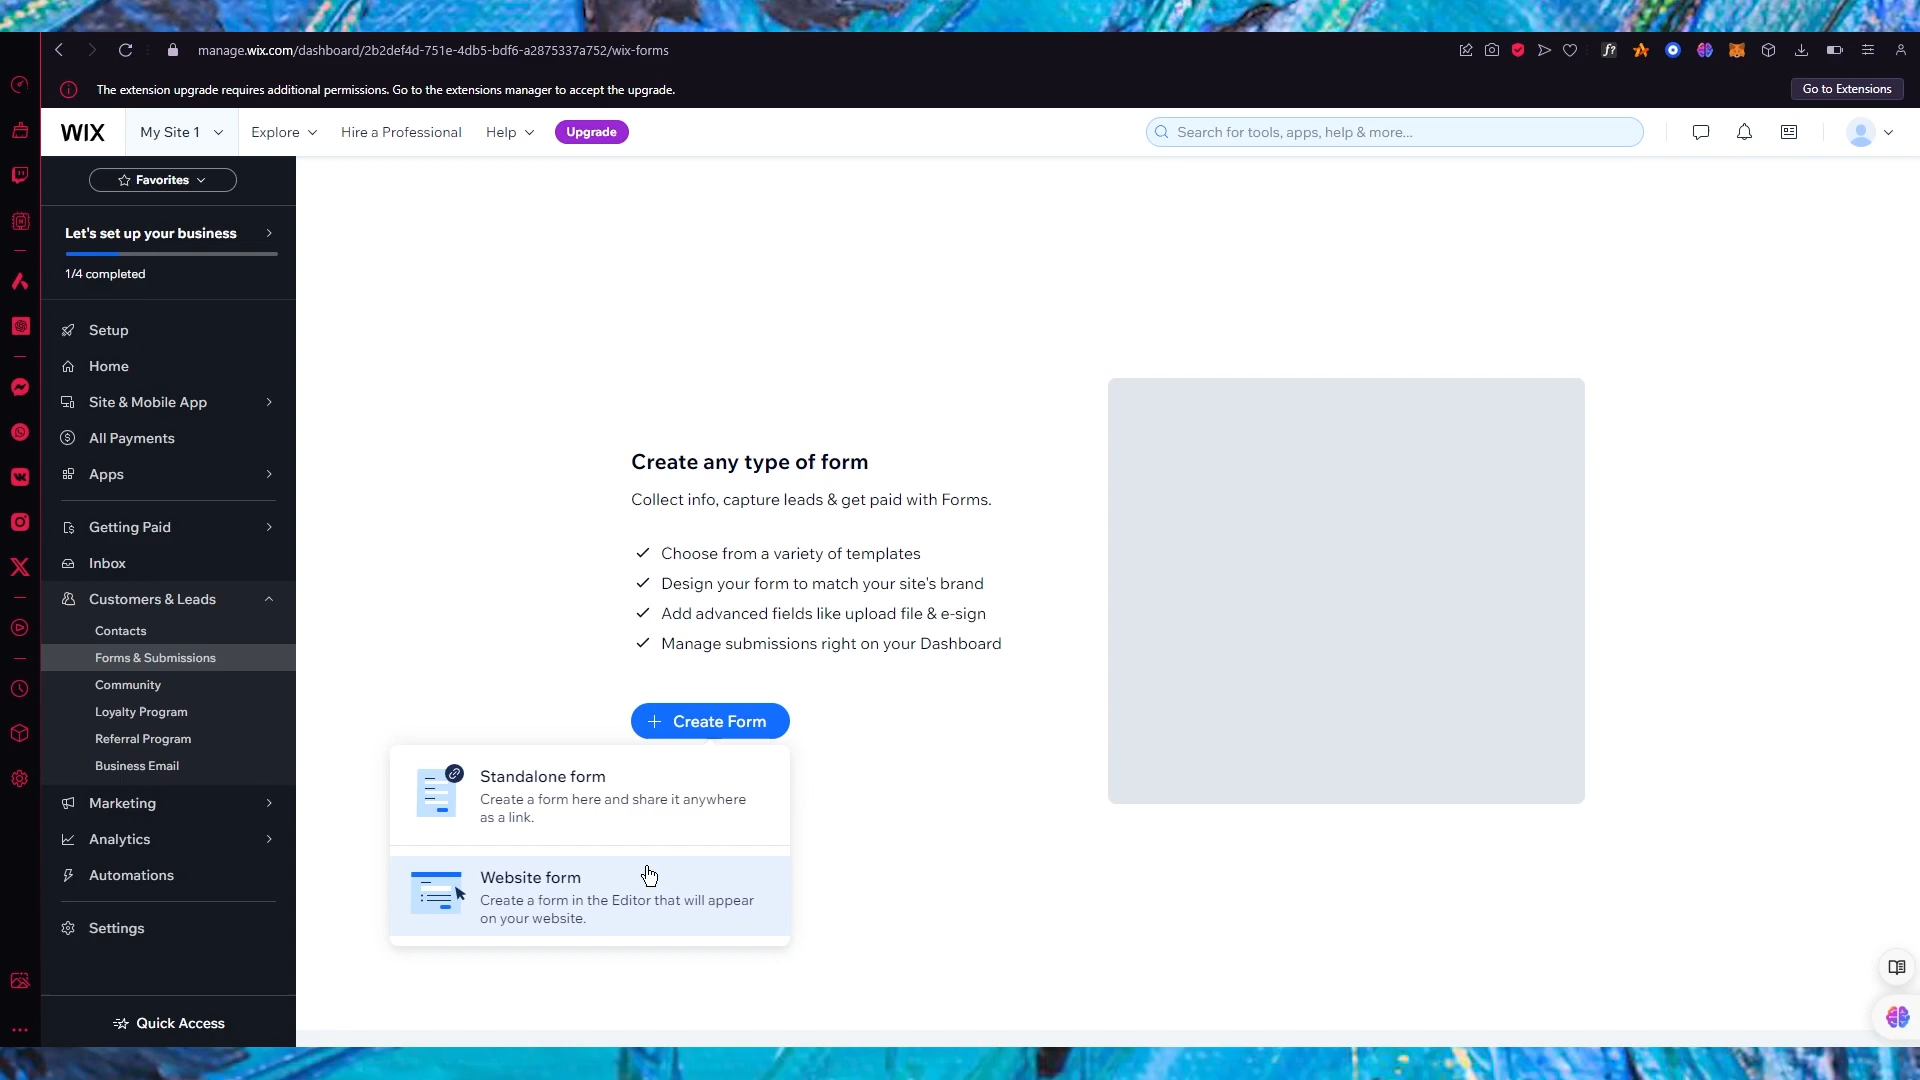 manage.wix.com/dashboard/2b2def4d-751e-4db5-bdf6-a2875337a752/wix-forms
f?
The extension upgrade requires additional permissions. Go to the extensions manager to accept the upgrade.
Go to Extensions
WIX
My Site 1
Explore
Hire a Professional
Help
Upgrade
Search for tools, apps, help & more...
Favorites
Let's set up your business
1/4 completed
Setup
Home
Site & Mobile App
All Payments
Apps
Getting Paid
Inbox
Customers & Leads
Contacts
Forms & Submissions
Community
Loyalty Program
Referral Program
Business Email
Marketing
Analytics
Automations
Settings
Quick Access
Create any type of form
Collect info, capture leads & get paid with Forms.
Choose from a variety of templates
Design your form to match your site's brand
Add advanced fields like upload file & e-sign
Manage submissions right on your Dashboard
Create Form
Standalone form
Create a form here and share it anywhere
as a link.
Website form
Create a form in the Editor that will appear
on your website.